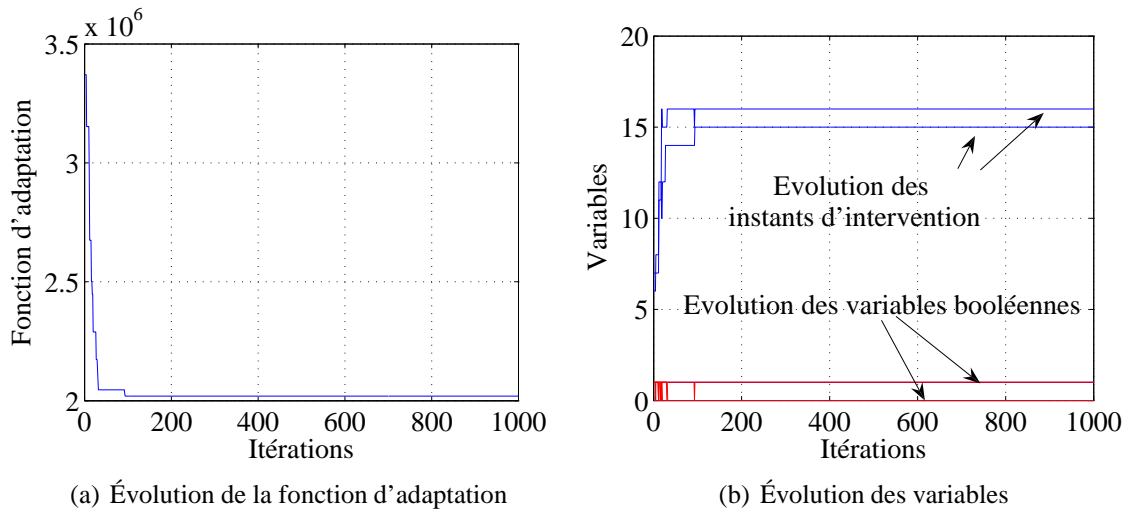 x 10^6
3.5
3
2.5
2
0
200
400
600
800
1000
Fonction d'adaptation
Itérations
(a) Évolution de la fonction d'adaptation
20
15
10
5
0
0
200
400
600
800
1000
Variables
Evolution des
instants d'intervention
Evolution des variables booléennes
Itérations
(b) Évolution des variables